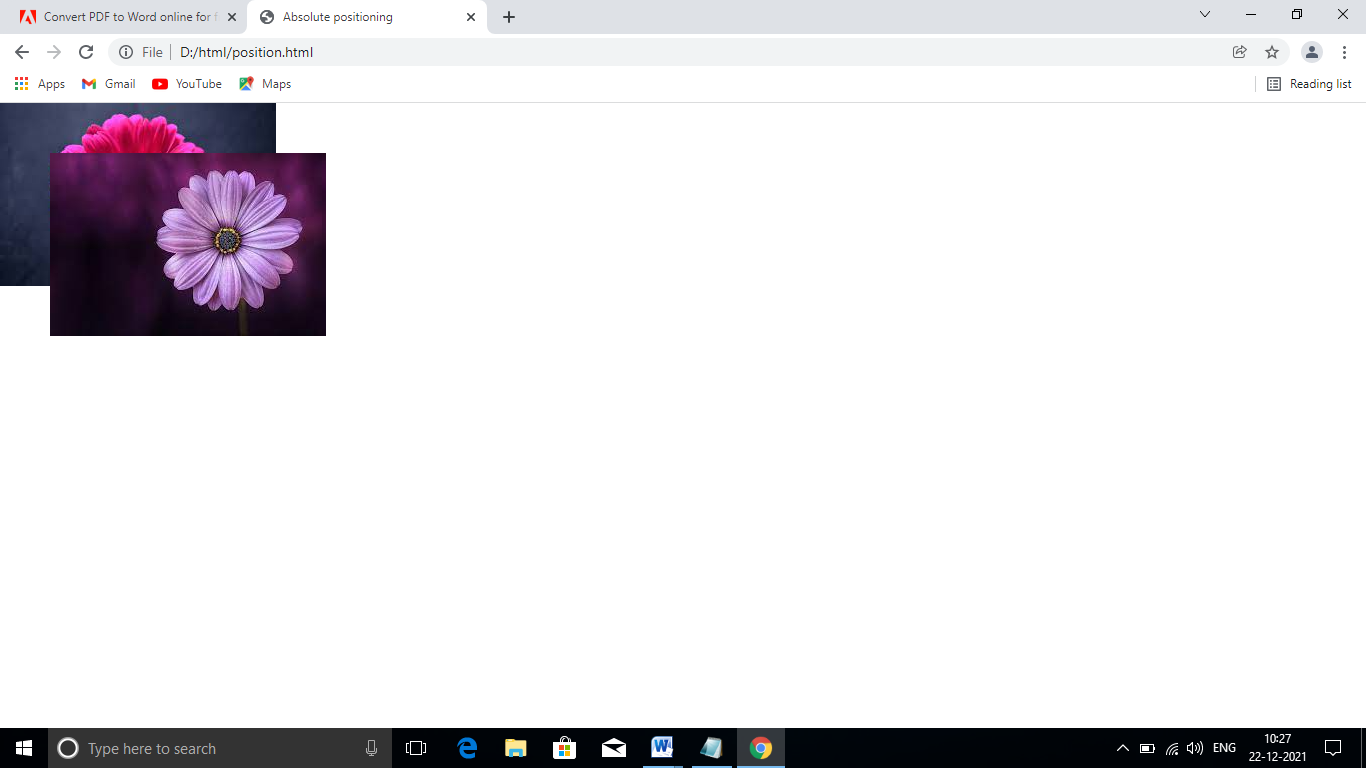 Convert PDF to Word online for f
Absolute positioning
File
D:/html/position.html
Apps
Gmail
YouTube
Maps
Reading list
Type here to search
ENG
10:27
22-12-2021